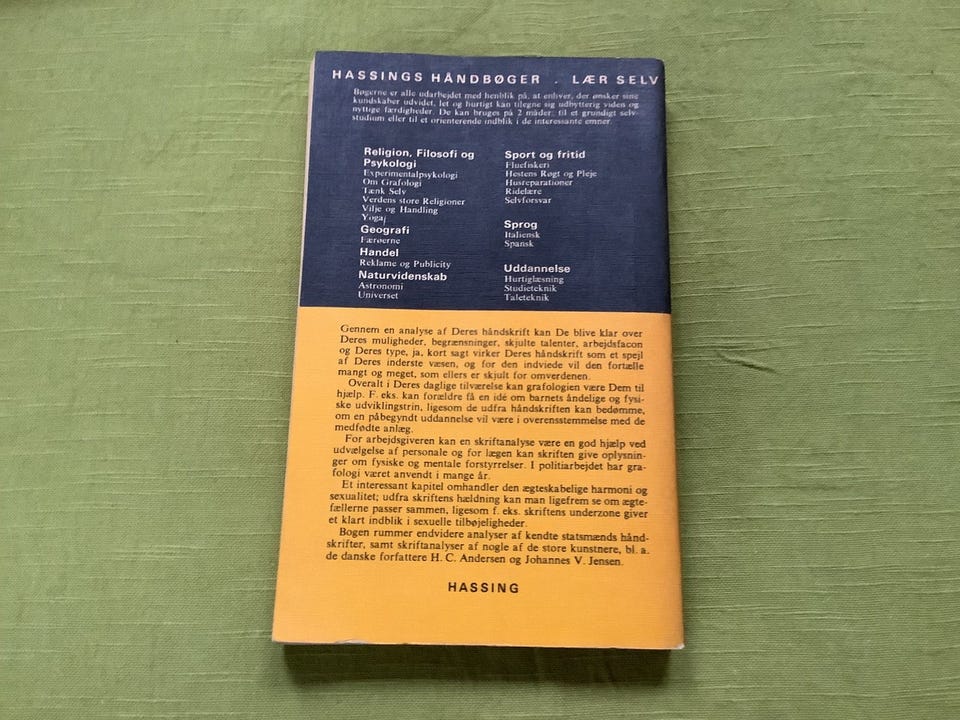 HASSINGS HÅNDBØGER . LÆR SELV
Bøgerne er alle udarbejdet med henblik på, at enhver, der ønsker sine
kundskaber udvidet, let og hurtigt kan tilegne sig udbytterig viden og
nyttige færdigheder. De kan bruges på 2 måder, til et grundigt selv-
studium eller til et orienterende indblik i de interessante emner.
Religion, Filosofi og
Psykologi
Experimentalpsykologi
Om Grafologi
Tænk Selv
Verdens store Religioner
Vilje og Handling
Yoga
Geografi
Færøerne
Handel
Reklame og Publicity
Naturvidenskab
Astronomi
Universet
Sport og fritid
Fluefiskeri
Hestens Røgt og Pleje
Husreparationer
Ridelære
Selvforsvar
Sprog
Italiensk
Spansk
Uddannelse
Hurtiglæsning
Studieteknik
Taleteknik
Gennem en analyse af Deres håndskrift kan De blive klar over
Deres muligheder, begrænsninger, skjulte talenter, arbejdsfacon
og Deres type, ja, kort sagt virker Deres håndskrift som et spejl
af Deres inderste væsen, og for den indviede vil den fortælle
mangt og meget, som ellers er skjult for omverdenen.
Overalt i Deres daglige tilværelse kan grafologien være Dem til
hjælp. F. eks. kan forældre få en idé om barnets åndelige og fysi-
ske udviklingstrin, ligesom de udfra håndskriften kan bedømme,
om en påbegyndt uddannelse vil være i overensstemmelse med de
medfødte anlæg.
For arbejdsgiveren kan en skriftanalyse være en god hjælp ved
udvælgelse af personale og for lægen kan skriften give oplysnin-
ger om fysiske og mentale forstyrrelser. I politiarbejdet har gra-
fologi været anvendt i mange år.
Et interessant kapitel omhandler den ægteskabelige harmoni og
sexualitet; udfra skriftens hældning kan man ligefrem se om ægte-
fællerne passer sammen, ligesom f. eks. skriftens underzone giver
et klart indblik i sexuelle tilbøjeligheder.
Bogen rummer endvidere analyser af kendte statsmænds hånd-
skrifter, samt skriftanalyser af nogle af de store kunstnere, bl. a.
de danske forfattere H. C. Andersen og Johannes V. Jensen.
HASSING